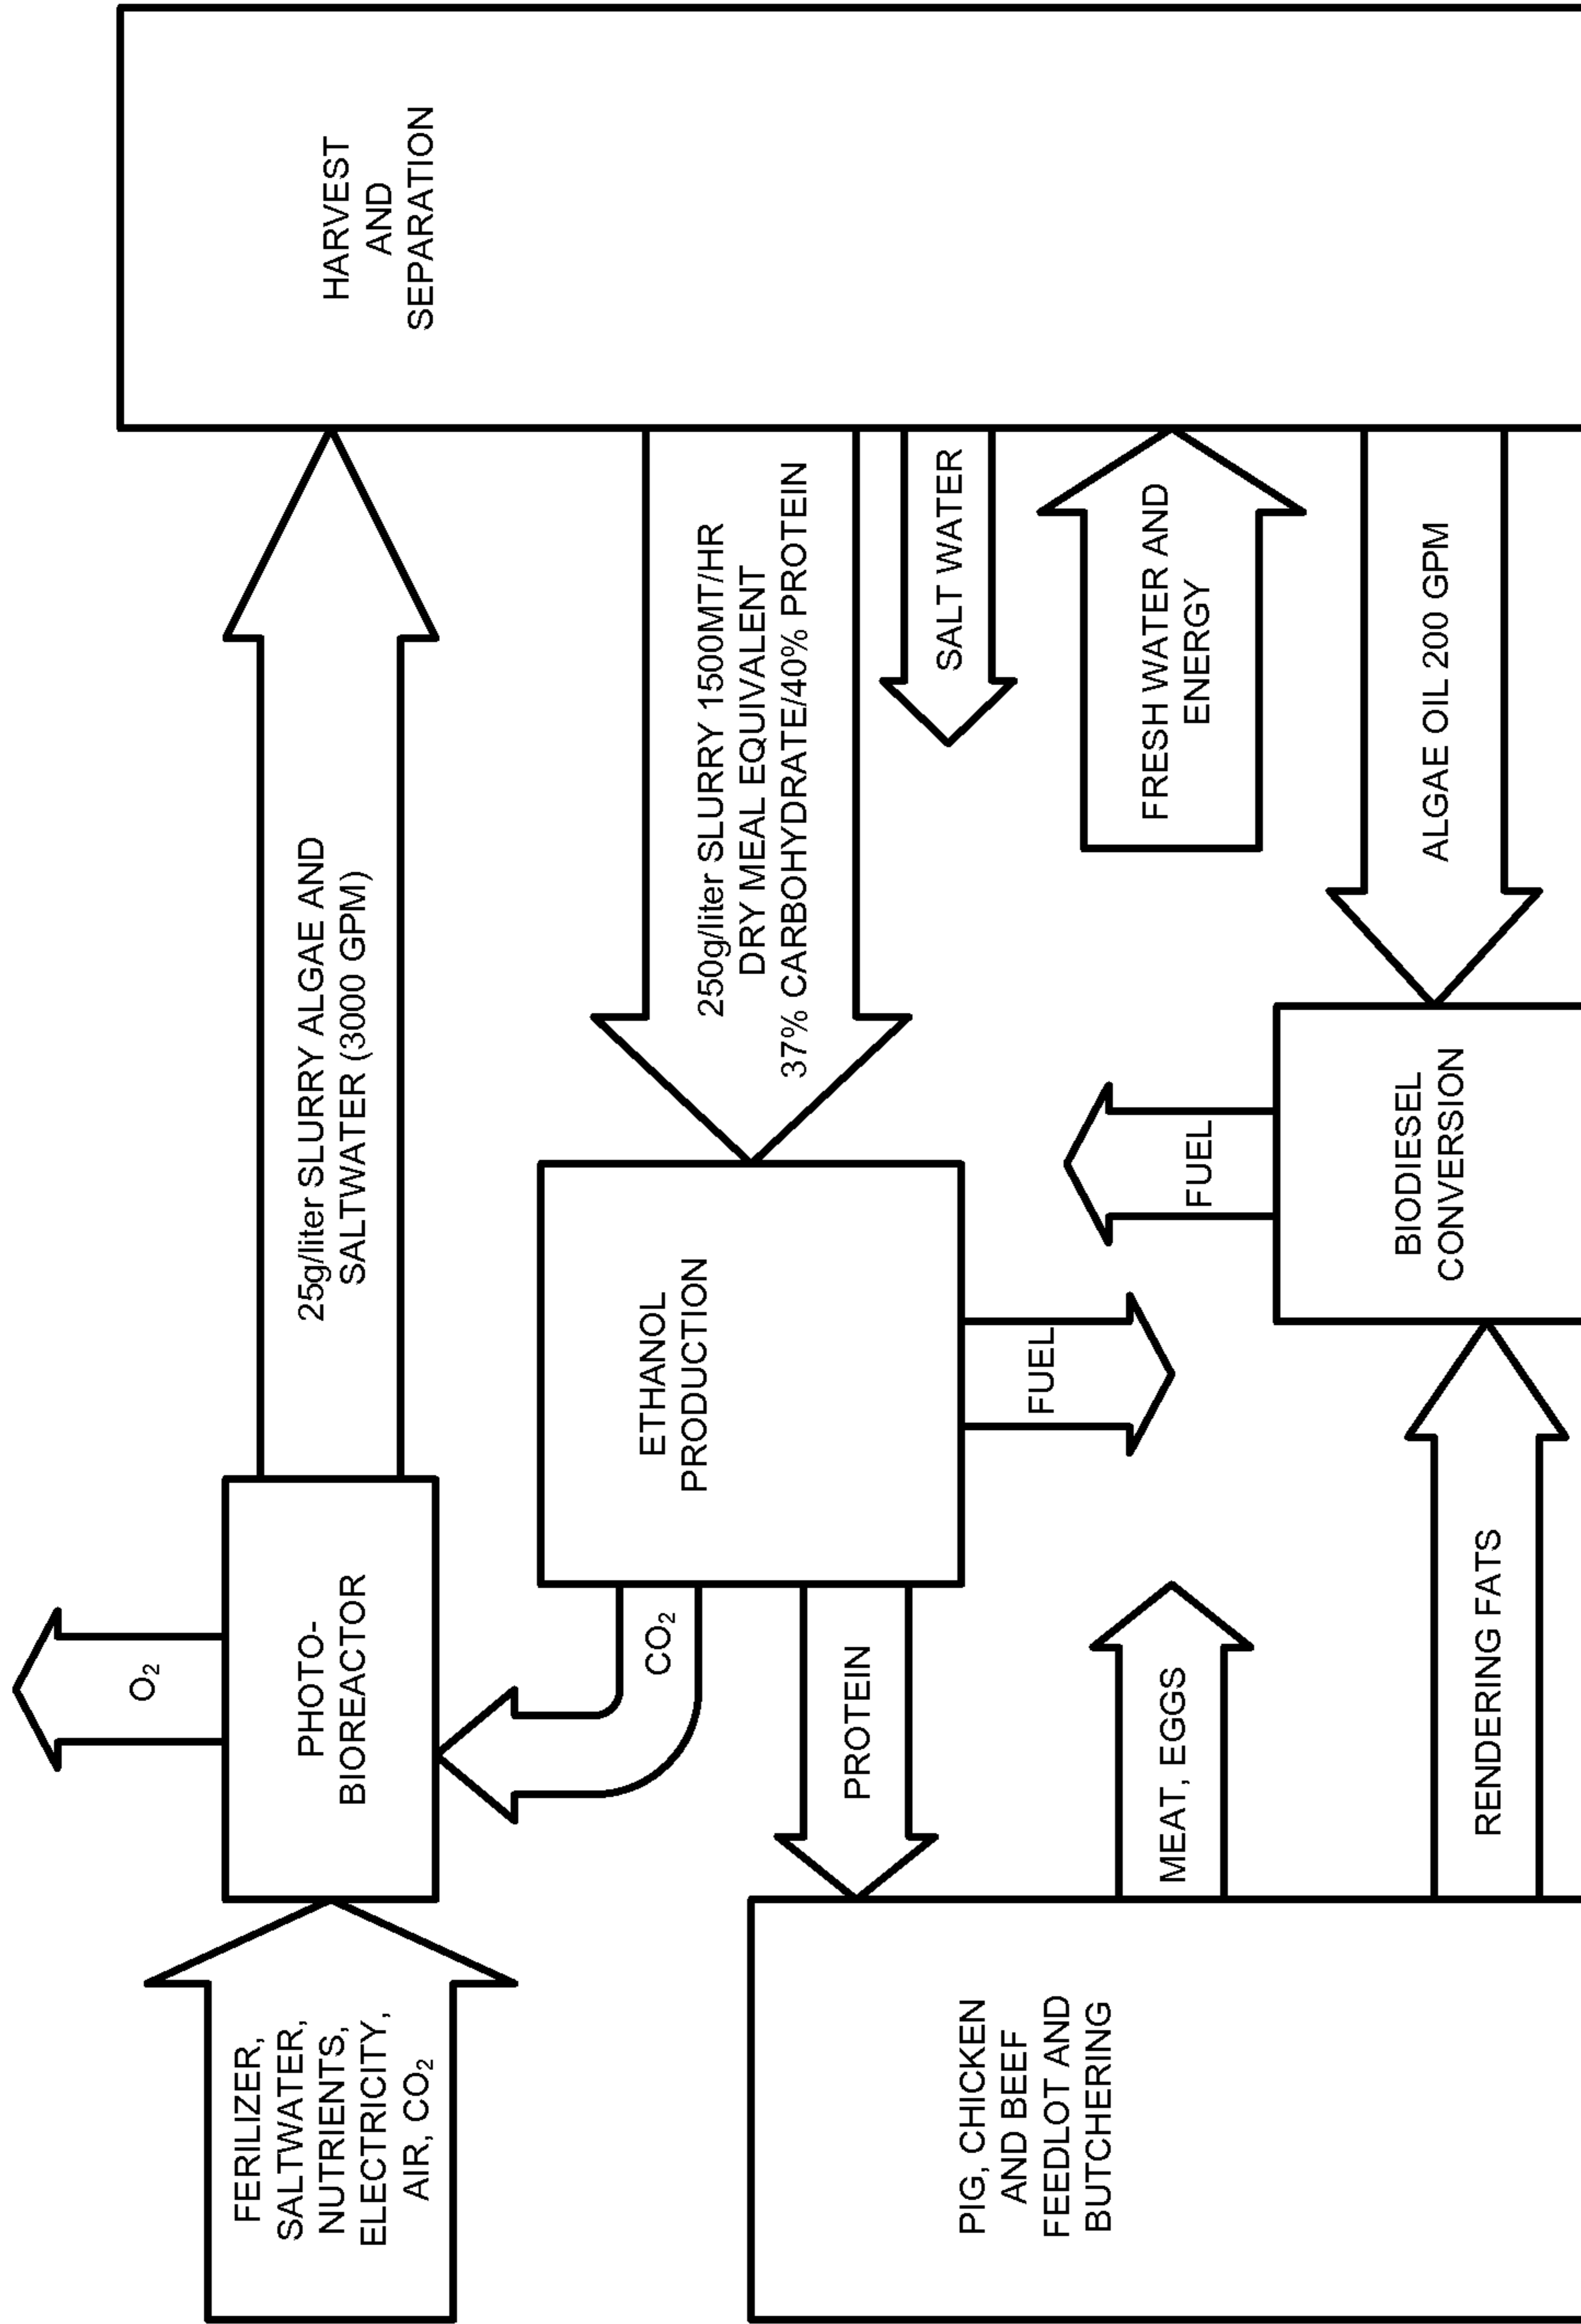 O₂
FERILIZER,
SALTWATER,
NUTRIENTS,
ELECTRICITY,
AIR, CO₂
PHOTO-
BIOREACTOR
25g/liter SLURRY ALGAE AND
SALTWATER (3000 GPM)
HARVEST
AND
SEPARATION
CO₂
ETHANOL
PRODUCTION
250g/liter SLURRY 1500MT/HR
DRY MEAL EQUIVALENT
37% CARBOHYDRATE/40% PROTEIN
PROTEIN
SALT WATER
FUEL
PIG, CHICKEN
AND BEEF
FEEDLOT AND
BUTCHERING
MEAT, EGGS
FUEL
FRESH WATER AND
ENERGY
RENDERING FATS
BIODIESEL
CONVERSION
ALGAE OIL 200 GPM